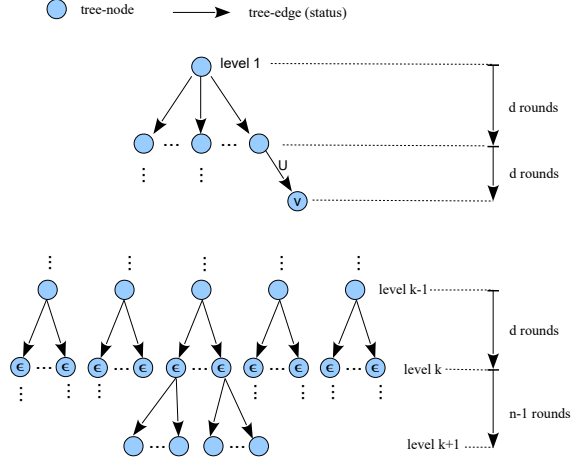 tree-node tree-edge (status)
level 1
d rounds
... ...
U
d rounds
v
level k-1
d rounds
ϵ ... ϵ ϵ ... ϵ ϵ ... ϵ ϵ ... ϵ ϵ ... ϵ level k
n-1 rounds
... ... level k+1